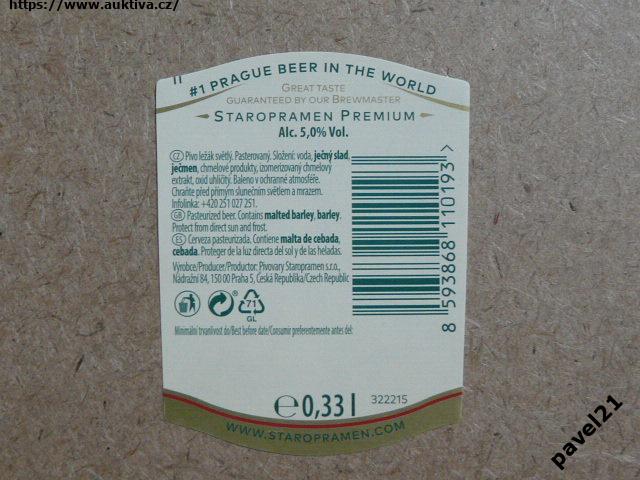 https://www.auktiva.cz/
#1 PRAGUE BEER IN THE WORLD
GREAT TASTE
GUARANTEED BY OUR BREWMASTER
STAROPRAMEN PREMIUM
Alc. 5,0% Vol.
CZ Pivo ležák světlý. Pasterovaný. Složení: voda, ječný slad,
ječmen, chmelové produkty, izomerizovaný chmelový
extrakt, oxid uhličitý. Baleno v ochranné atmosféře.
Chraňte před přímým slunečním světlem a mrazem.
Infolinka: +420 251 027 251.
GB Pasteurized beer. Contains malted barley, barley.
Protect from direct sun and frost.
ES Cerveza pasteurizada. Contiene malta de cebada,
cebada. Proteger de la luz directa del sol y de las heladas.
Výrobce/Producer/Productor: Pivovary Staropramen s.r.o.,
Nádražní 84, 150 00 Praha 5, Česká Republika/Czech Republic
8 593868 110193 >
71
GL
Minimální trvanlivost do/Best before date/Consumir preferentemente antes del:
e 0,33 l
322215
WWW.STAROPRAMEN.COM
pavel21